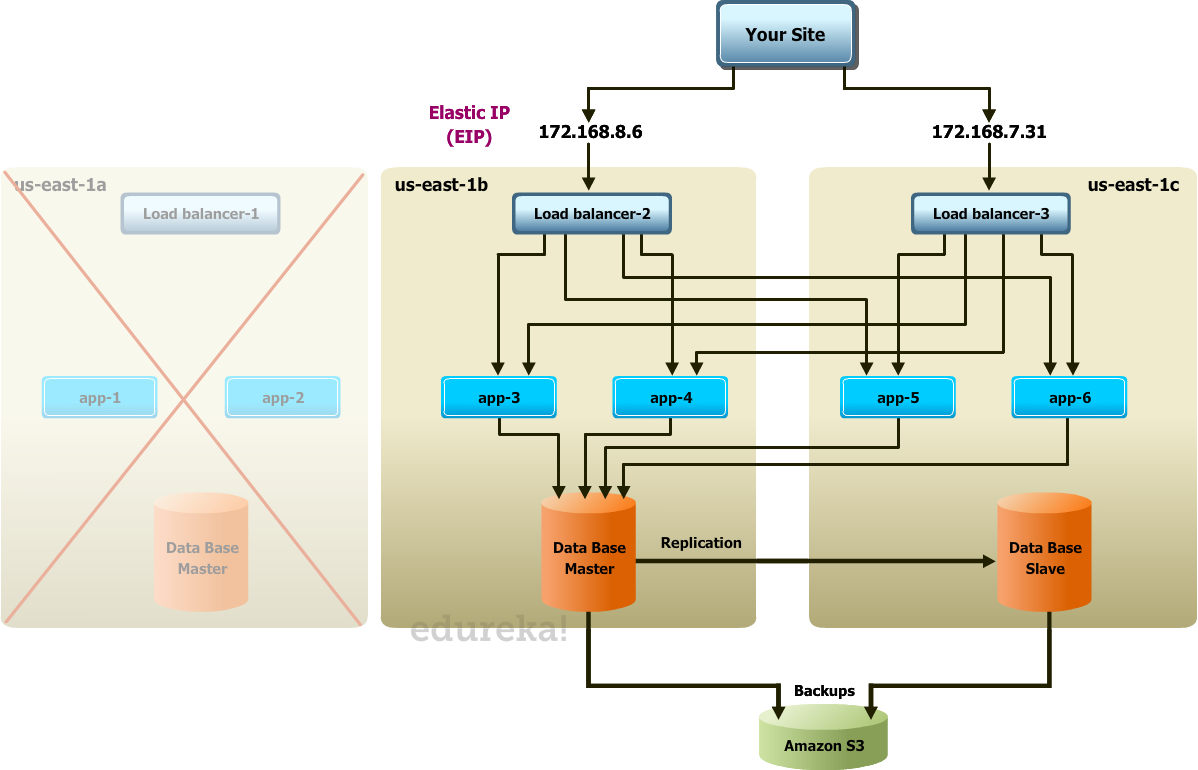 Your Site
Elastic IP
(EIP)
172.168.8.6
172.168.7.31
us-east-1a
us-east-1b
us-east-1c
Load balancer-1
Load balancer-2
Load balancer-3
app-1
app-2
app-3
app-4
app-5
app-6
Data Base
Master
Data Base
Master
Replication
Data Base
Slave
edureka!
Backups
Amazon S3